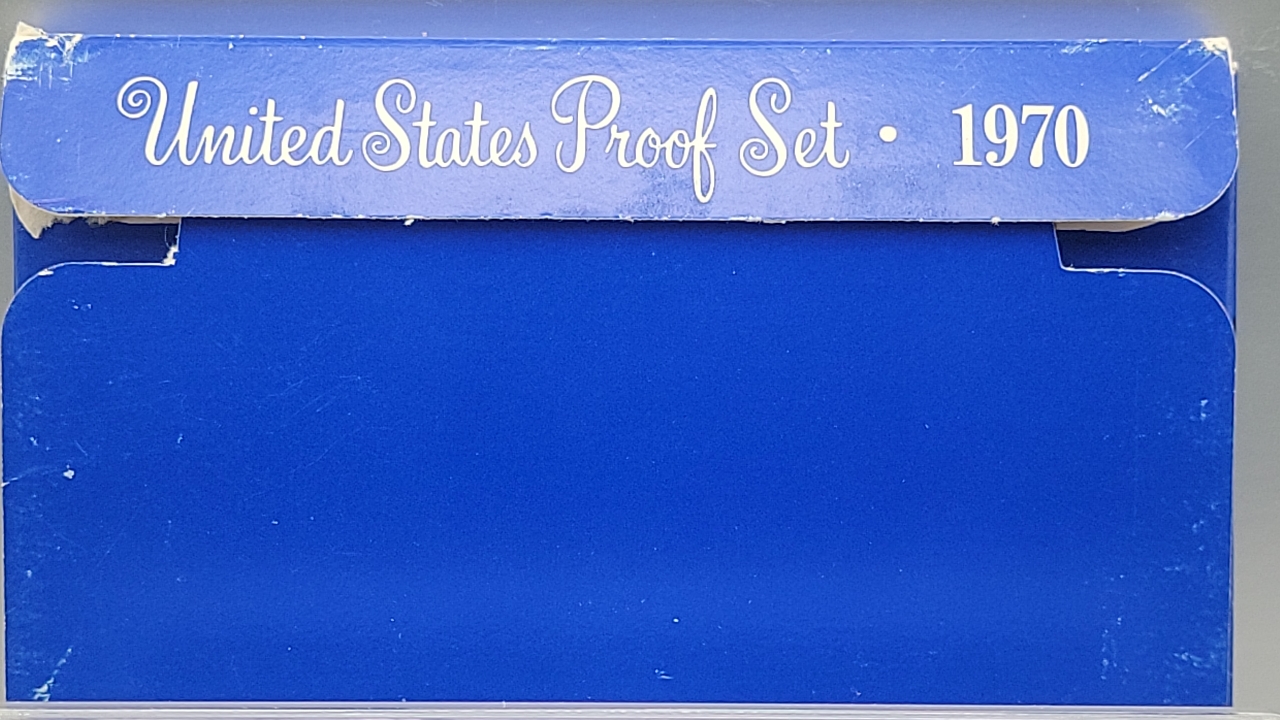 United States Proof Set • 1970